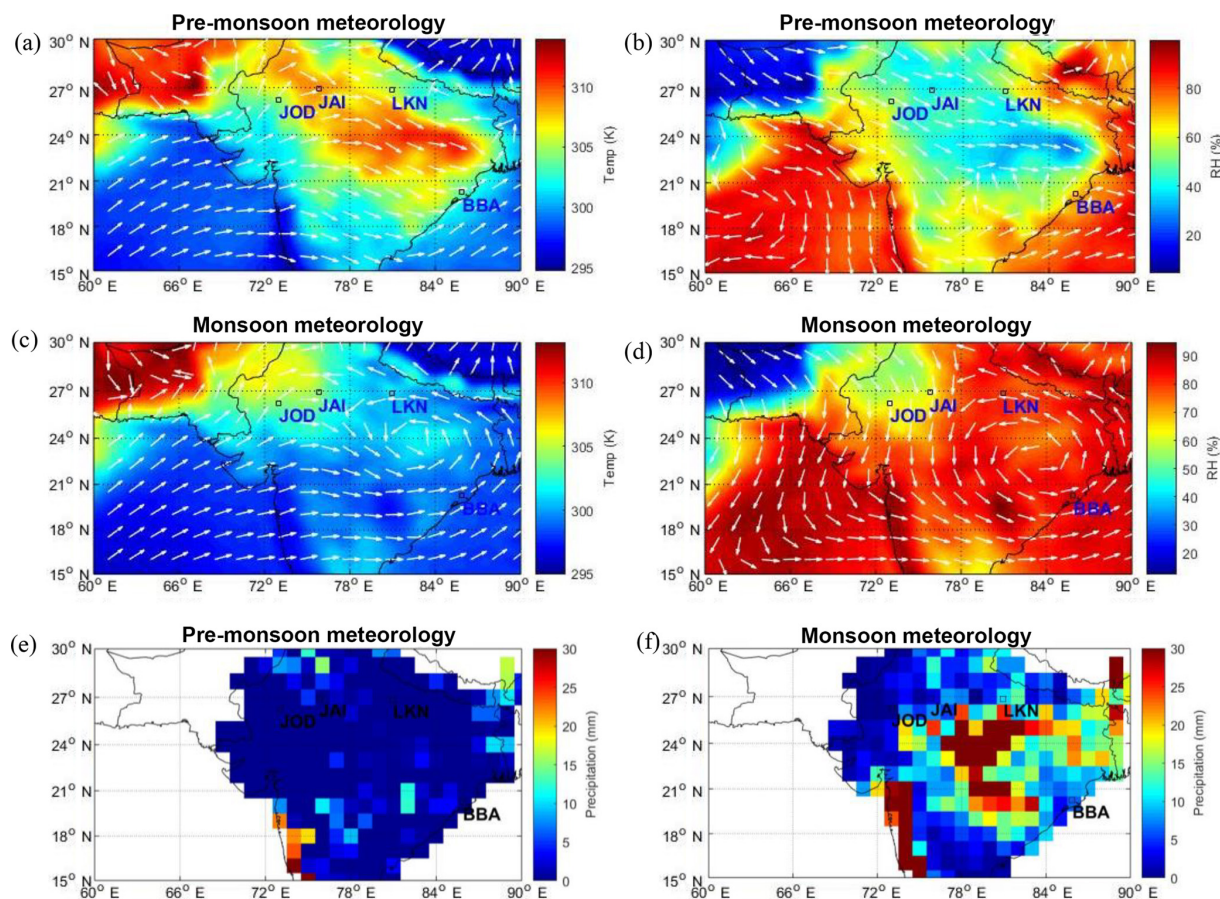 Pre-monsoon meteorology
(a)
30° N
27° N
24° N
21° N
18° N
15° N
60° E
66° E
72° E
78° E
84° E
90° E
JOD
JAI
LKN
BBA
310
305
300
295
Temp (K)
Pre-monsoon meteorology
(b)
30° N
27° N
24° N
21° N
18° N
15° N
60° E
66° E
72° E
78° E
84° E
90° E
JOD
JAI
LKN
BBA
80
60
40
20
RH (%)
Monsoon meteorology
(c)
30° N
27° N
24° N
21° N
18° N
15° N
60° E
66° E
72° E
78° E
84° E
90° E
JOD
JAI
LKN
BBA
310
305
300
295
Temp (K)
Monsoon meteorology
(d)
30° N
27° N
24° N
21° N
18° N
15° N
60° E
66° E
72° E
78° E
84° E
90° E
JOD
JAI
LKN
BBA
90
80
70
60
50
40
30
20
RH (%)
Pre-monsoon meteorology
(e)
30° N
27° N
24° N
21° N
18° N
15° N
60° E
66° E
72° E
78° E
84° E
90° E
JOD
JAI
LKN
BBA
30
25
20
15
10
5
0
Precipitation (mm)
Monsoon meteorology
(f)
30° N
27° N
24° N
21° N
18° N
15° N
60° E
66° E
72° E
78° E
84° E
90° E
JOD
JAI
LKN
BBA
30
25
20
15
10
5
0
Precipitation (mm)